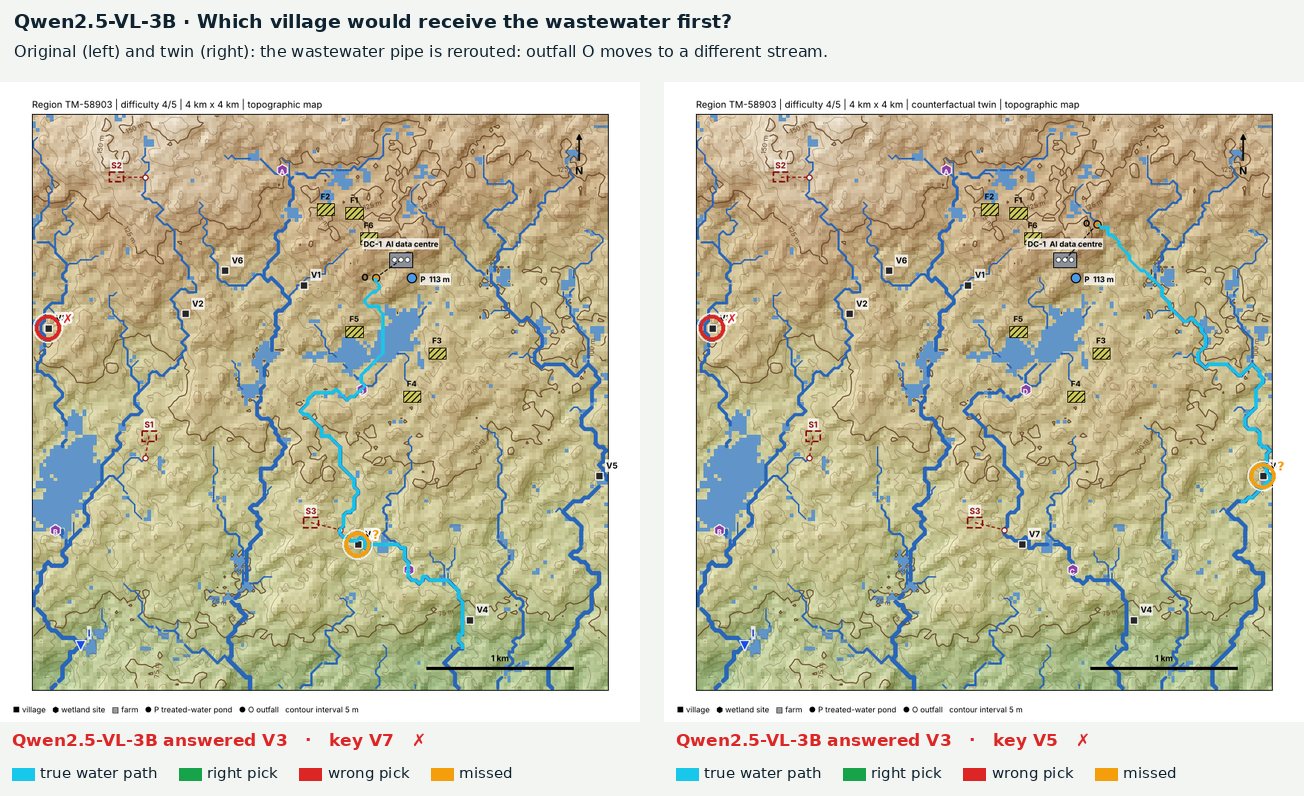 Qwen2.5-VL-3B · Which village would receive the wastewater first?
Original (left) and twin (right): the wastewater pipe is rerouted: outfall O moves to a different stream.
Region TM-58903 | difficulty 4/5 | 4 km x 4 km | topographic map
S2
A
N
F2
F1
F6
DC-1 AI data centre
V6
O
P 113 m
V1
V2
✗
F5
F3
F4
S1
V5
S3
?
B
V4
I
1 km
■ village ⬢ wetland site farm ● P treated-water pond ● O outfall contour interval 5 m
Qwen2.5-VL-3B answered V3 · key V7 ✗
true water path right pick wrong pick missed
Region TM-58903 | difficulty 4/5 | 4 km x 4 km | counterfactual twin | topographic map
S2
A
N
F2
F1
O
F6
DC-1 AI data centre
V6
P 113 m
V1
V2
✗
F5
F3
D
F4
S1
?
S3
B
V7
C
V4
I
1 km
■ village ⬢ wetland site farm ● P treated-water pond ● O outfall contour interval 5 m
Qwen2.5-VL-3B answered V3 · key V5 ✗
true water path right pick wrong pick missed